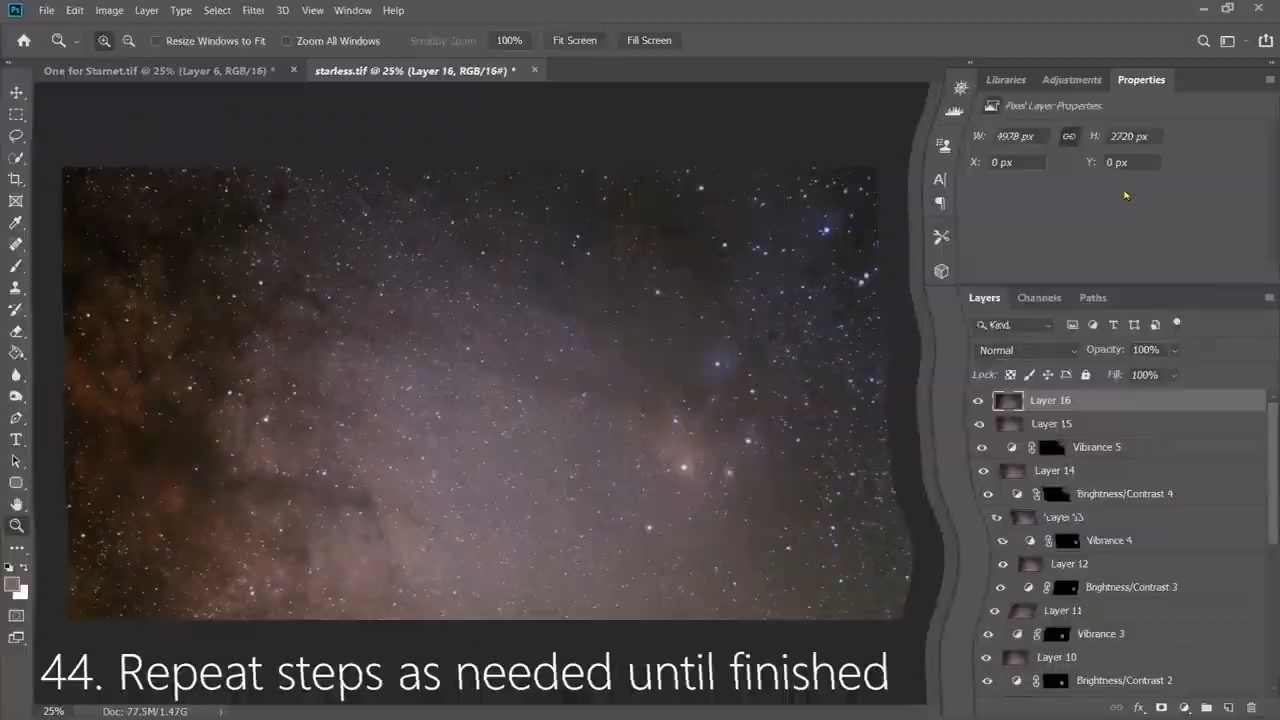 Ps File Edit Image Layer Type Select Filter 3D View Window Help
Resize Windows to Fit Zoom All Windows Scrubby Zoom 100% Fit Screen Fill Screen
One for Starnet.tif @ 25% (Layer 6, RGB/16) * × starless.tif @ 25% (Layer 16, RGB/16#) * ×
Libraries Adjustments Properties
Pixel Layer Properties
W: 4978 px H: 2720 px
X: 0 px Y: 0 px
Layers Channels Paths
Kind
Normal Opacity: 100%
Lock: Fill: 100%
Layer 16
Layer 15
Vibrance 5
Layer 14
Brightness/Contrast 4
Layer 13
Vibrance 4
Layer 12
Brightness/Contrast 3
Layer 11
Vibrance 3
Layer 10
Brightness/Contrast 2
44. Repeat steps as needed until finished
25% Doc: 77.5M/1.47G